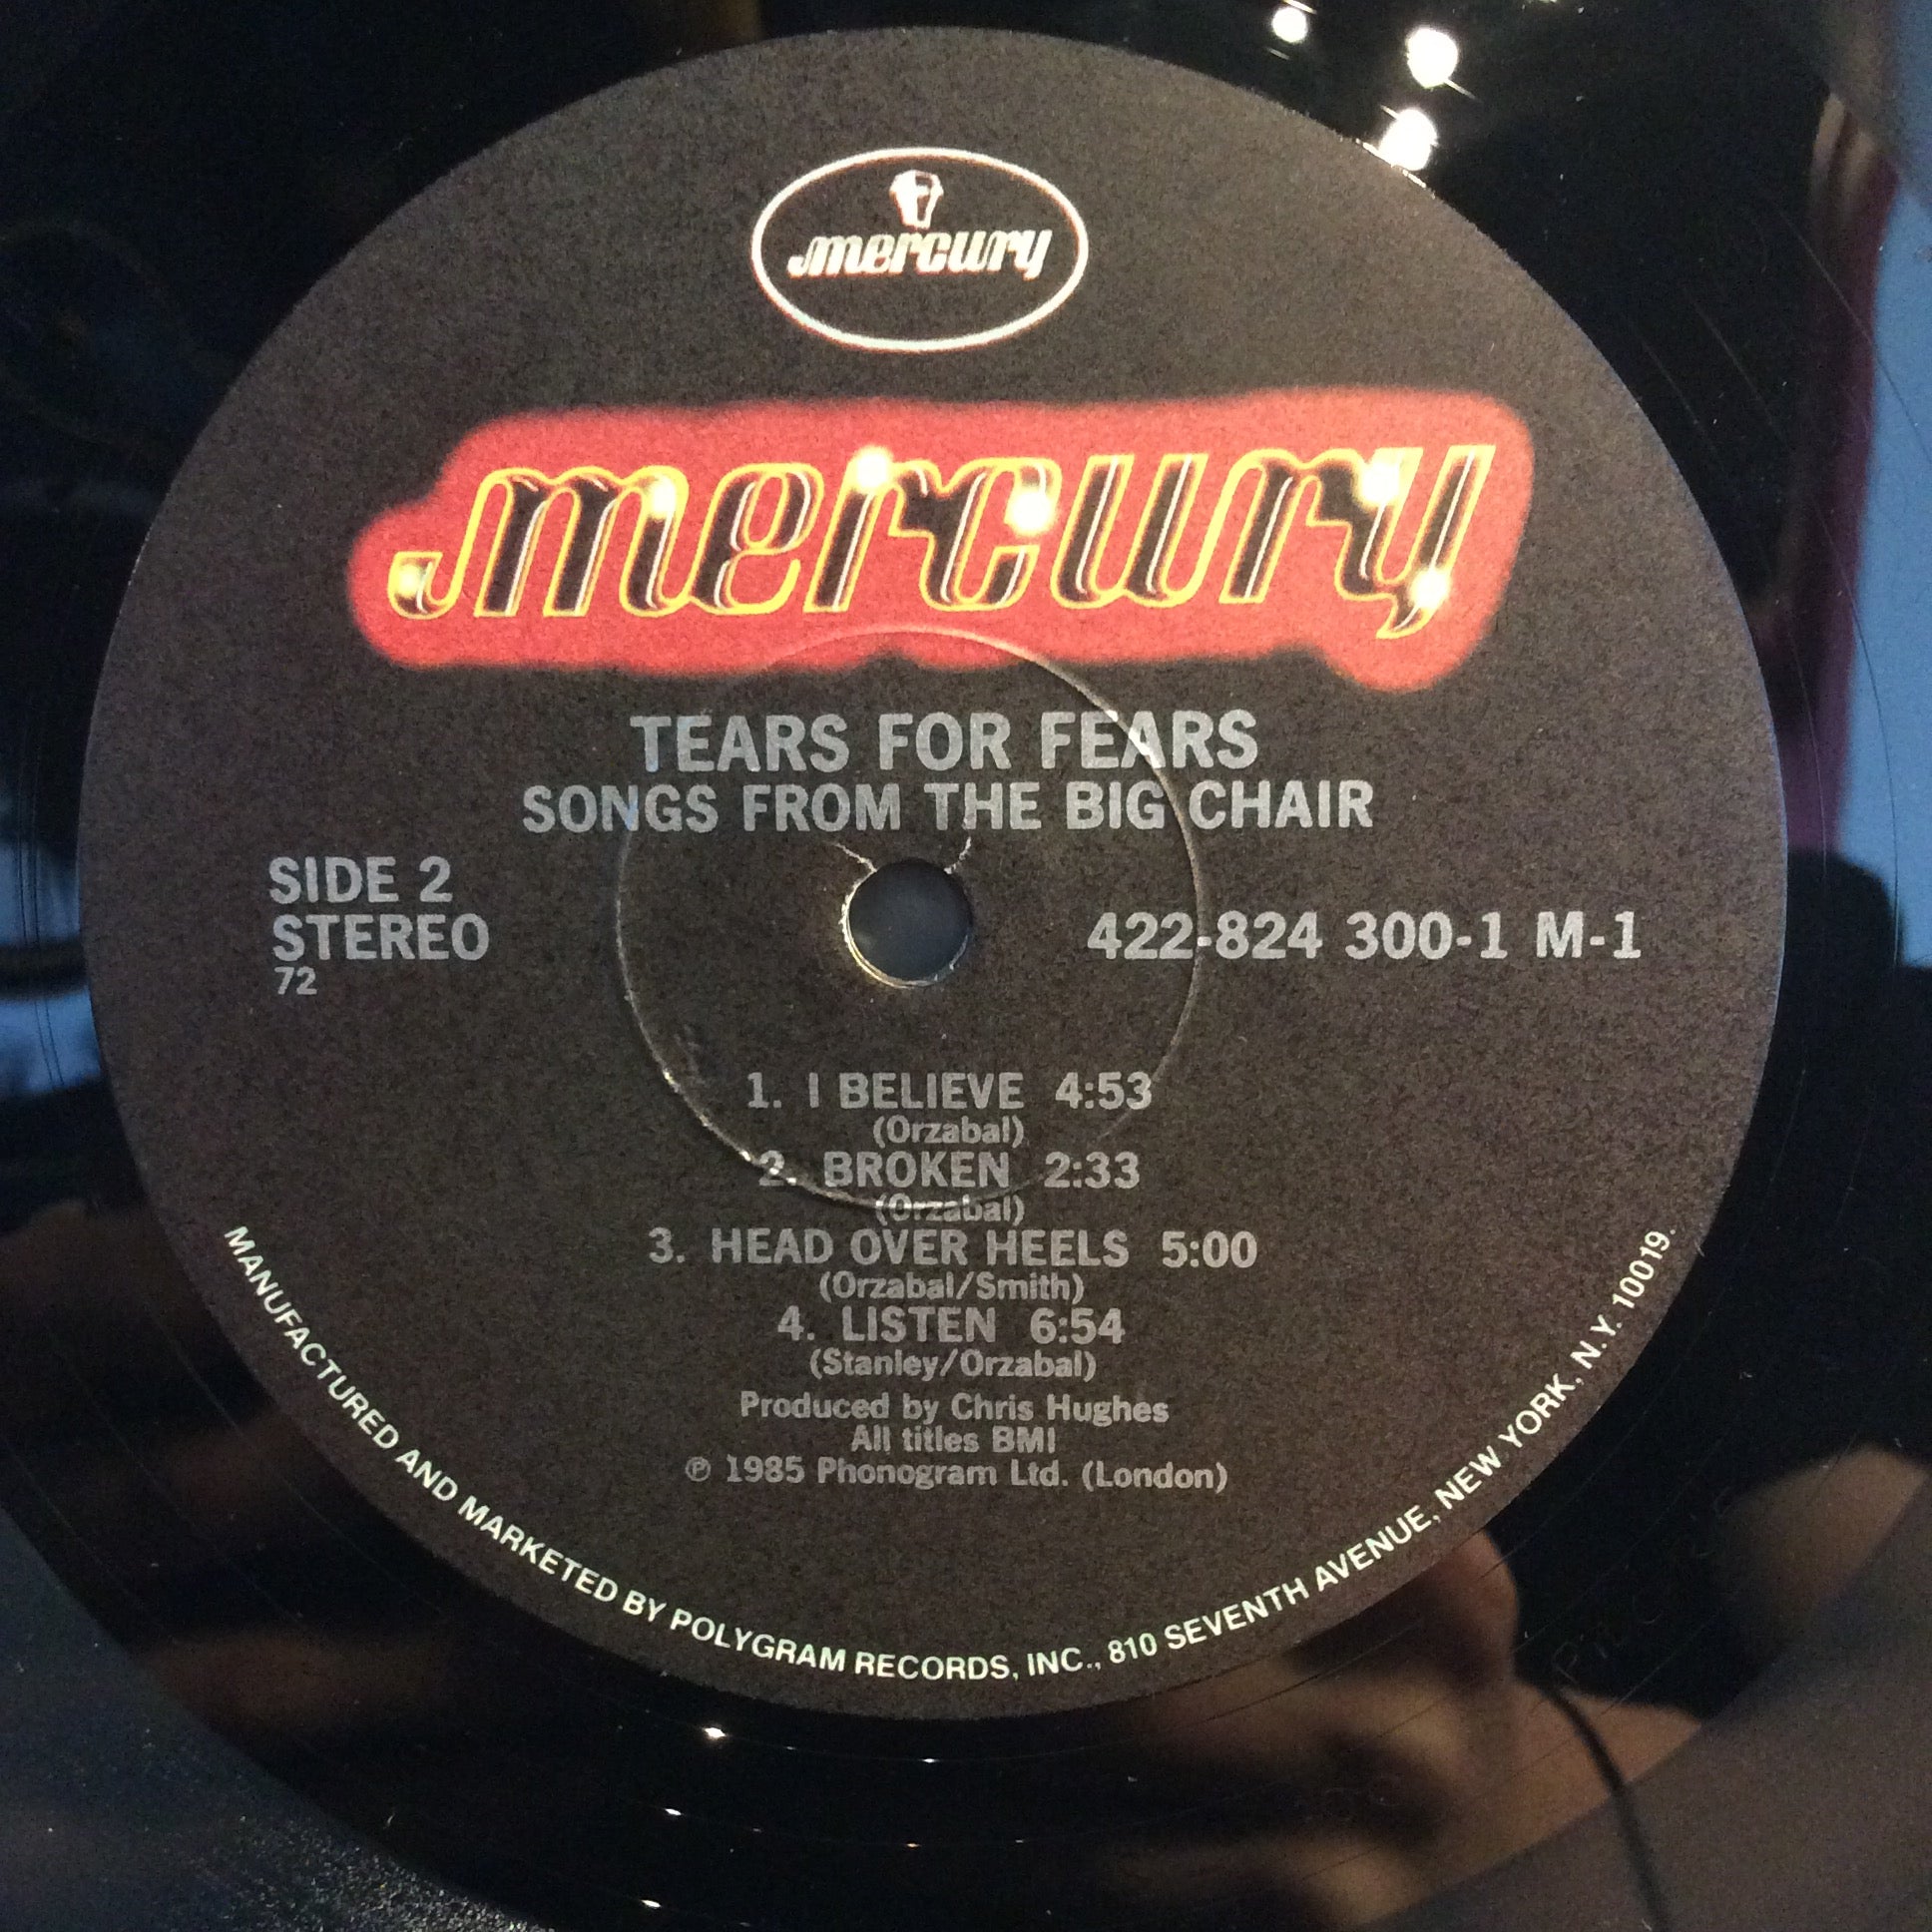 mercury
mercury
TEARS FOR FEARS
SONGS FROM THE BIG CHAIR
SIDE 2
STEREO
72
422-824 300-1 M-1
1. I BELIEVE 4:53
(Orzabal)
2. BROKEN 2:33
(Orzabal)
3. HEAD OVER HEELS 5:00
(Orzabal/Smith)
4. LISTEN 6:54
(Stanley/Orzabal)
Produced by Chris Hughes
All titles BMI
℗ 1985 Phonogram Ltd. (London)
MANUFACTURED AND MARKETED BY POLYGRAM RECORDS, INC., 810 SEVENTH AVENUE, NEW YORK, N.Y. 10019.